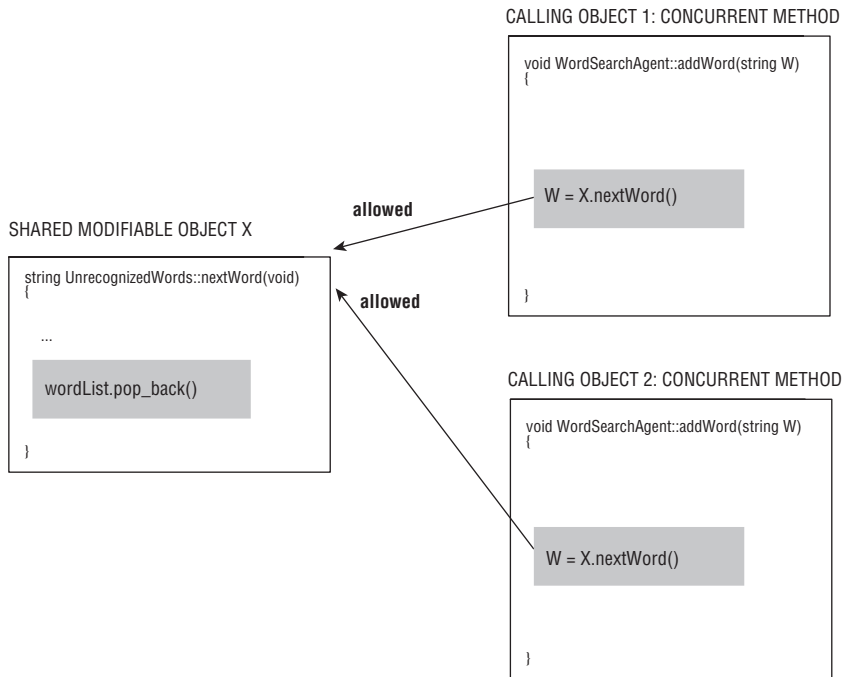 CALLING OBJECT 1: CONCURRENT METHOD
void WordSearchAgent::addWord(string W)
{
W = X.nextWord()
}
allowed
SHARED MODIFIABLE OBJECT X
string UnrecognizedWords::nextWord(void)
{
...
wordList.pop_back()
}
allowed
CALLING OBJECT 2: CONCURRENT METHOD
void WordSearchAgent::addWord(string W)
{
W = X.nextWord()
}